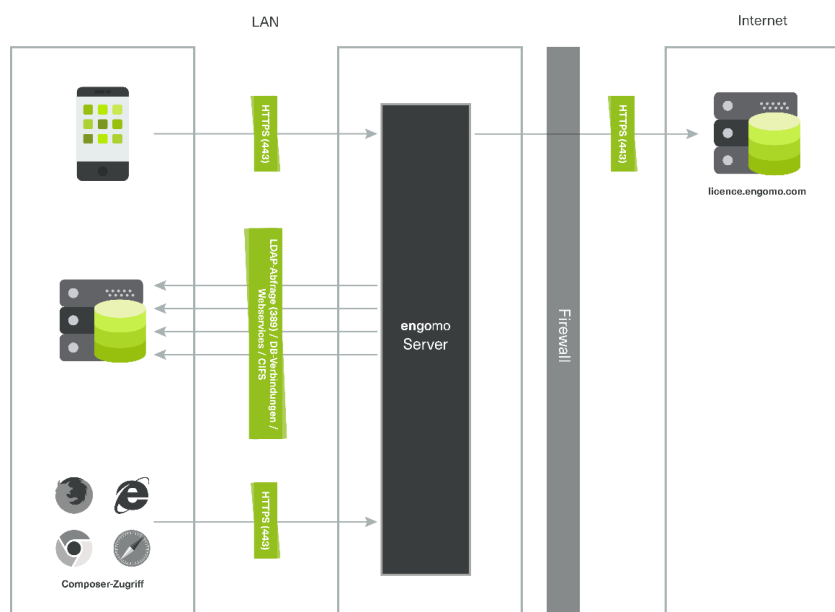 LAN
Internet
HTTPS (443)
HTTPS (443)
licence.engomo.com
LDAP-Abfrage (389) / DB-Verbindungen /
Webservices / CIFS
engomo
Server
Firewall
HTTPS (443)
Composer-Zugriff